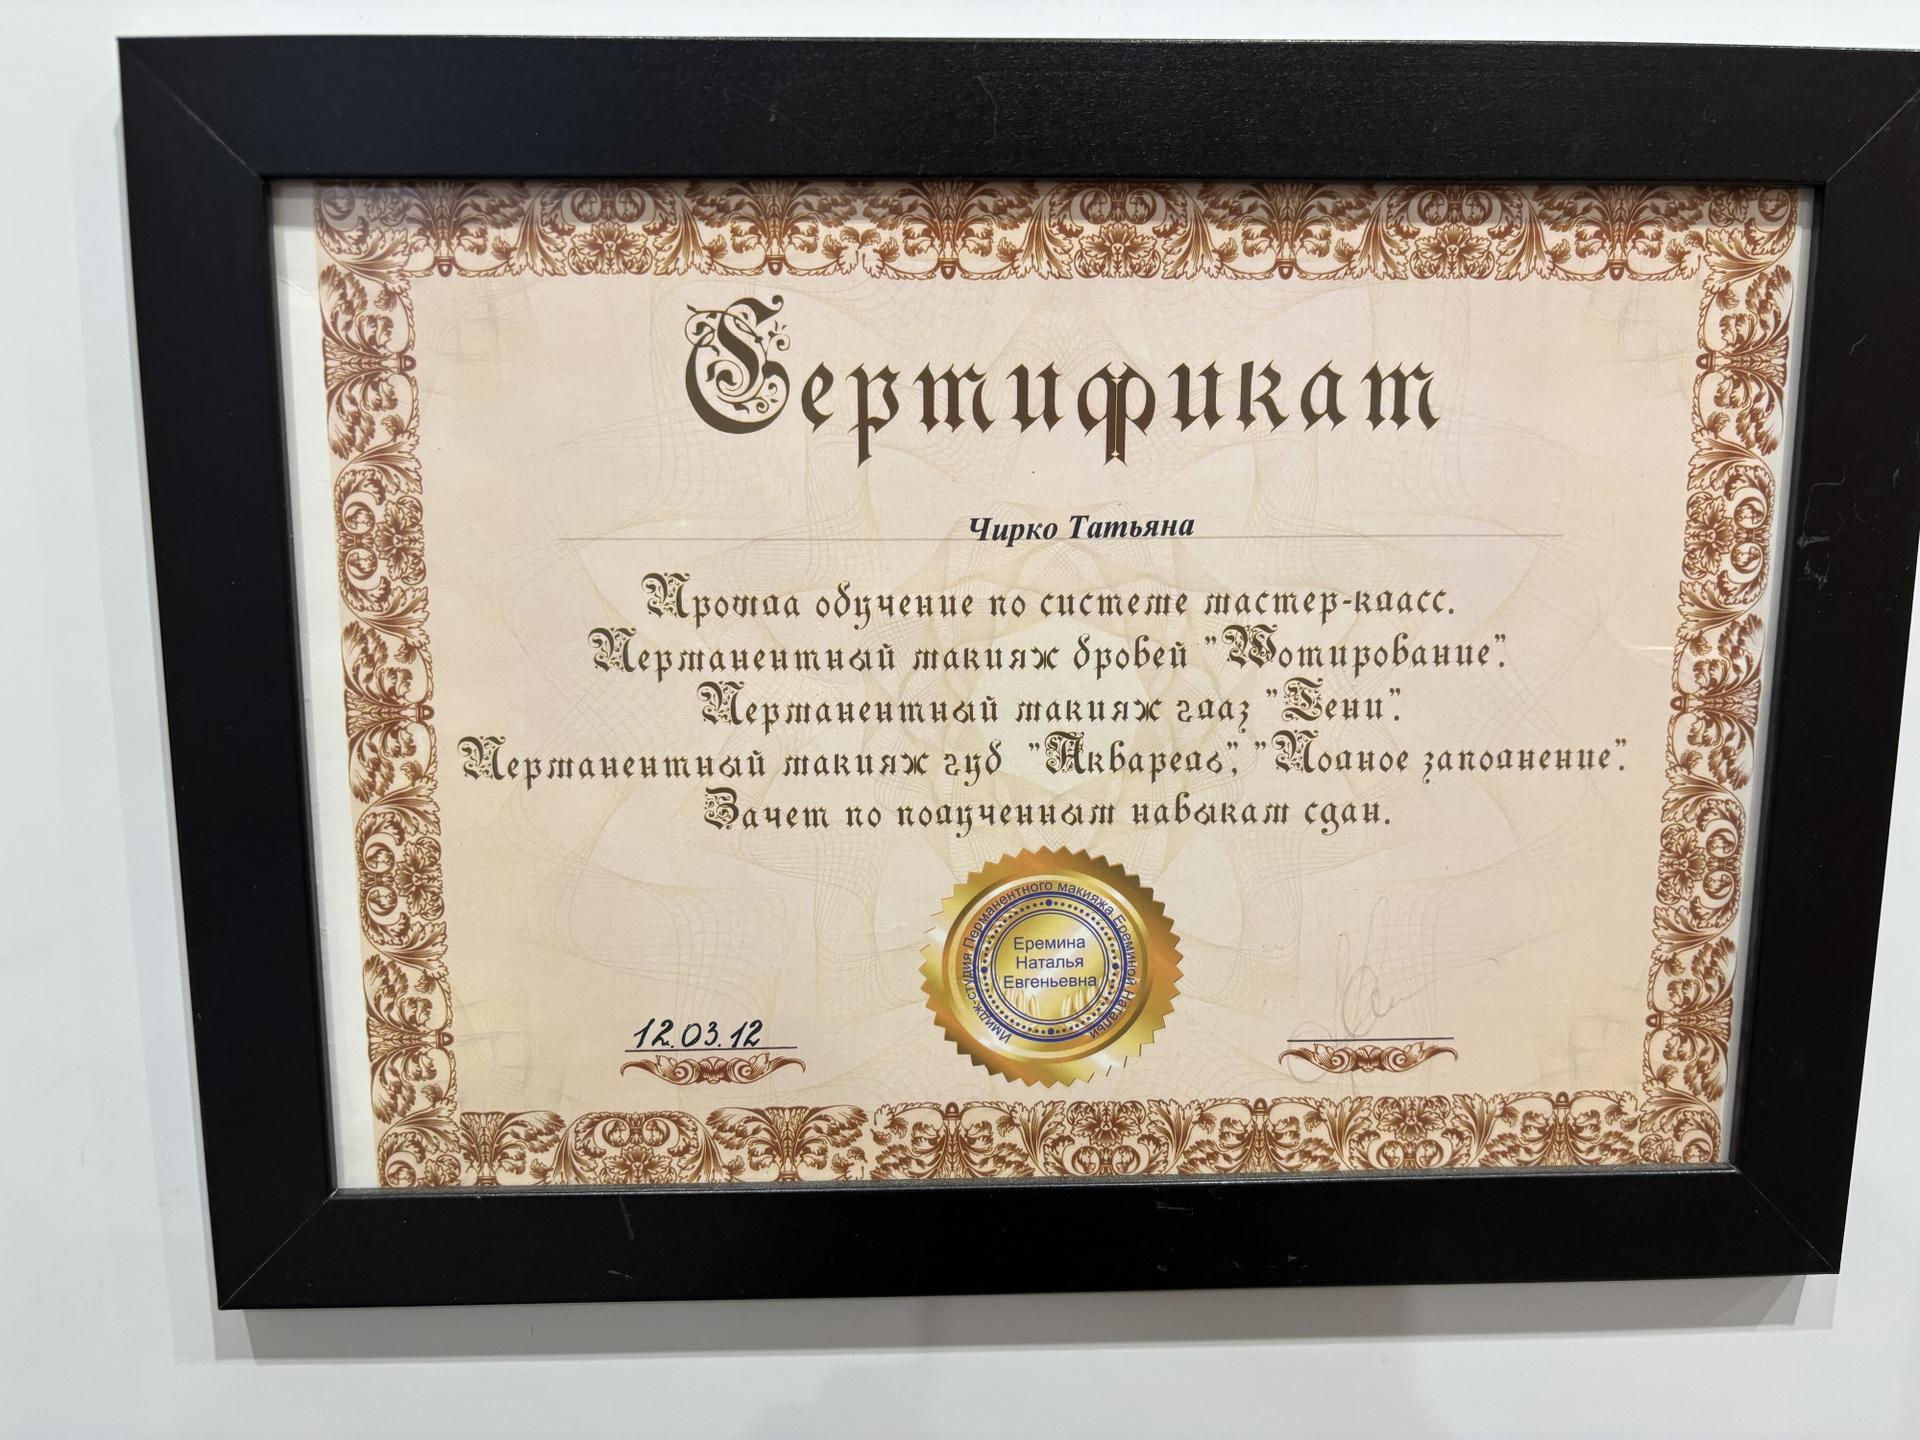 Сертификат
Чирко Татьяна
Прошла обучение по системе мастер-класс.
Перманентный макияж бровей "Шотирование".
Перманентный макияж глаз "Тени".
Перманентный макияж губ "Акварель", "Полное заполнение".
Зачет по полученным навыкам сдан.
Имидж-студия Перманентного макияжа Ереминой Натальи
Еремина
Наталья
Евгеньевна
12.03.12